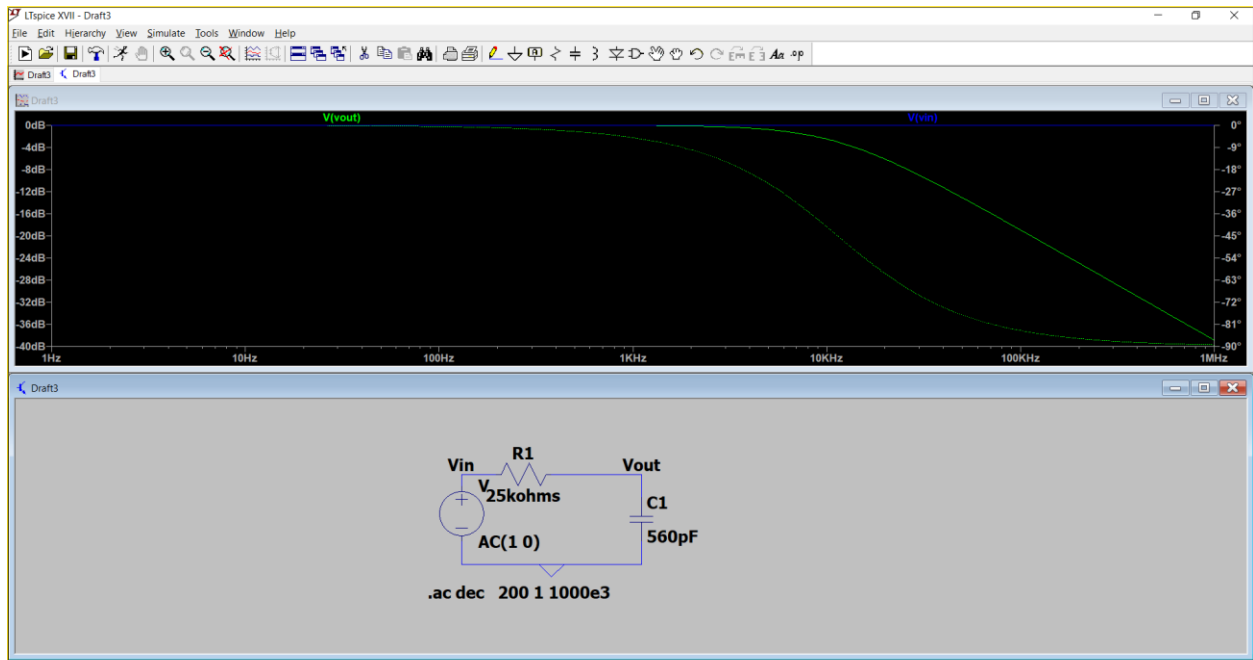 LTspice XVII - Draft3
File Edit Hierarchy View Simulate Tools Window Help
Aa .op
Draft3 Draft3
Draft3
V(vout) V(vin)
0dB 0°
-4dB -9°
-8dB -18°
-12dB -27°
-16dB -36°
-20dB -45°
-24dB -54°
-28dB -63°
-32dB -72°
-36dB -81°
-40dB -90°
1Hz 10Hz 100Hz 1KHz 10KHz 100KHz 1MHz
Draft3
R1
Vin Vout
V
25kohms
C1
560pF
AC(1 0)
.ac dec 200 1 1000e3